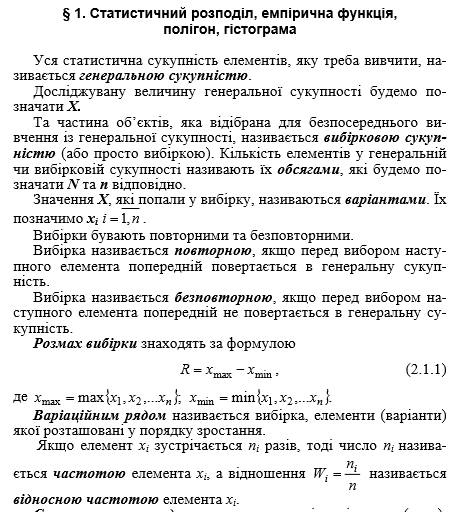 § 1. Статистичний розподіл, емпірична функція,
полігон, гістограма
Уся статистична сукупність елементів, яку треба вивчити, на-
зивається генеральною сукупністю.
Досліджувану величину генеральної сукупності будемо по-
значати X.
Та частина об’єктів, яка відібрана для безпосереднього ви-
вчення із генеральної сукупності, називається вибірковою сукуп-
ністю (або просто вибіркою). Кількість елементів у генеральній
чи вибірковій сукупності називають їх обсягами, які будемо по-
значати N та n відповідно.
Значення X, які попали у вибірку, називаються варіантами. Їх
позначимо xᵢ i = 1,n .
Вибірки бувають повторними та безповторними.
Вибірка називається повторною, якщо перед вибором насту-
пного елемента попередній повертається в генеральну сукуп-
ність.
Вибірка називається безповторною, якщо перед вибором на-
ступного елемента попередній не повертається в генеральну су-
купність.
Розмах вибірки знаходять за формулою
R = x_max − x_min , (2.1.1)
де x_max = max{x₁, x₂,...xₙ}; x_min = min{x₁, x₂,...xₙ}.
Варіаційним рядом називається вибірка, елементи (варіанти)
якої розташовані у порядку зростання.
Якщо елемент xᵢ зустрічається nᵢ разів, тоді число nᵢ назива-
ється частотою елемента xᵢ, а відношення Wᵢ = nᵢ/n називається
відносною частотою елемента xᵢ.